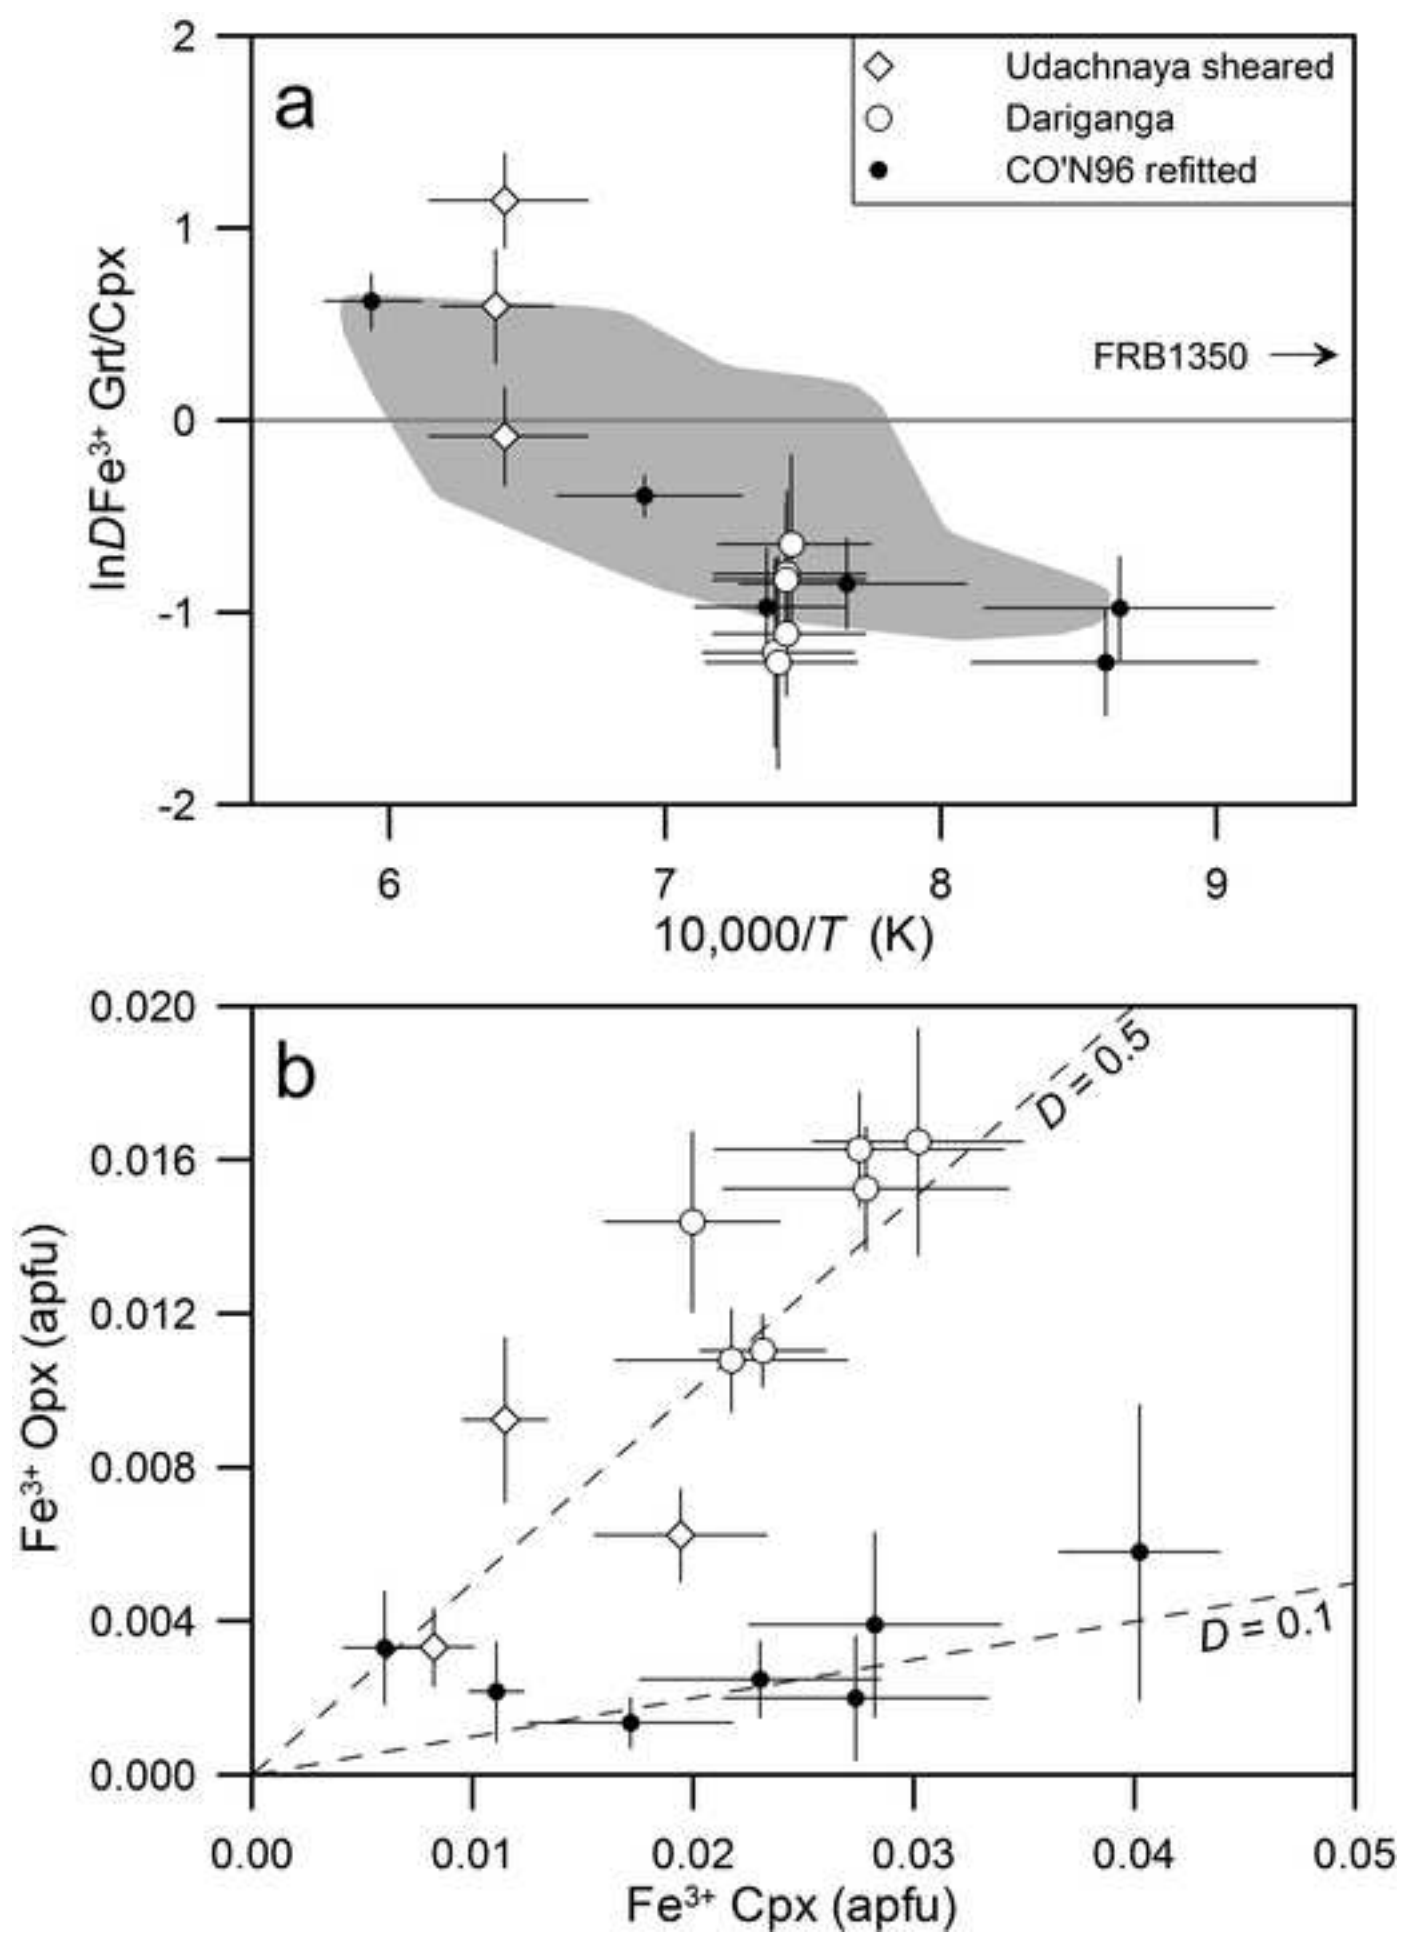 a
Udachnaya sheared
Dariganga
CO'N96 refitted
2
1
0
-1
-2
lnDFe³⁺ Grt/Cpx
FRB1350
6 7 8 9
10,000/T (K)
b
0.020
0.016
0.012
0.008
0.004
0.000
Fe³⁺ Opx (apfu)
D = 0.5
D = 0.1
0.00 0.01 0.02 0.03 0.04 0.05
Fe³⁺ Cpx (apfu)